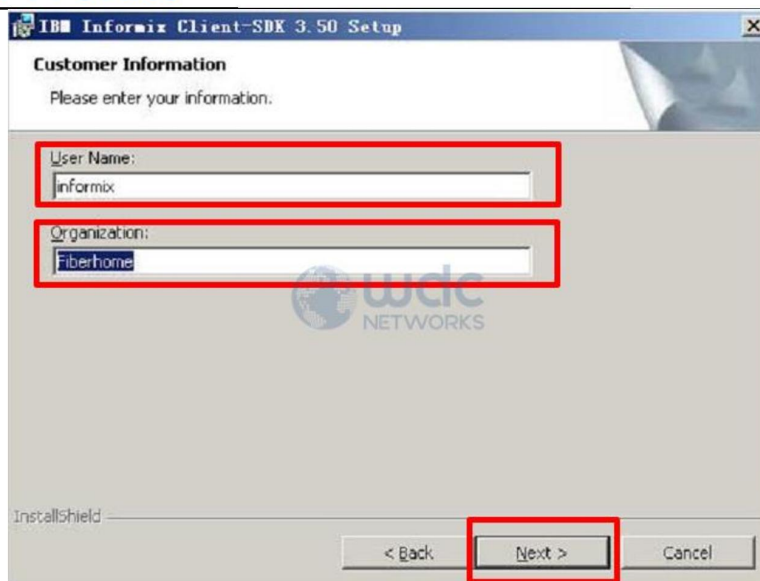 IBM Informix Client-SDK 3.50 Setup
Customer Information
Please enter your information.
User Name:
informix
Organization:
Fiberhome
wdc
NETWORKS
InstallShield
< Back
Next >
Cancel